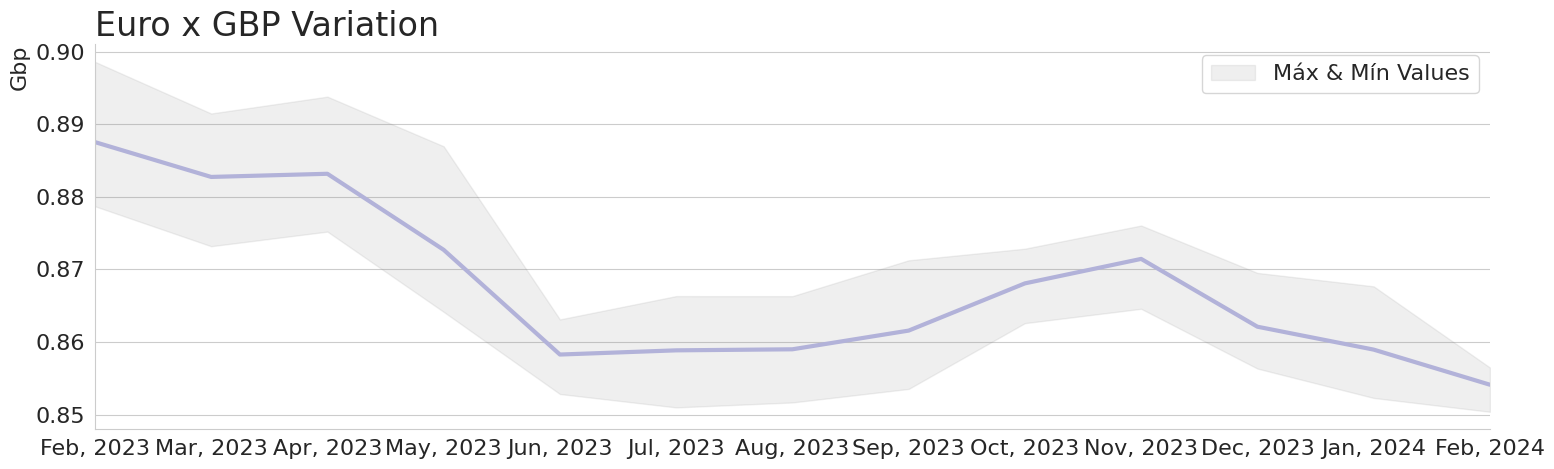 Euro x GBP Variation
Gbp
Máx & Mín Values
0.90
0.89
0.88
0.87
0.86
0.85
Feb, 2023 Mar, 2023 Apr, 2023 May, 2023 Jun, 2023 Jul, 2023 Aug, 2023 Sep, 2023 Oct, 2023 Nov, 2023 Dec, 2023 Jan, 2024 Feb, 2024